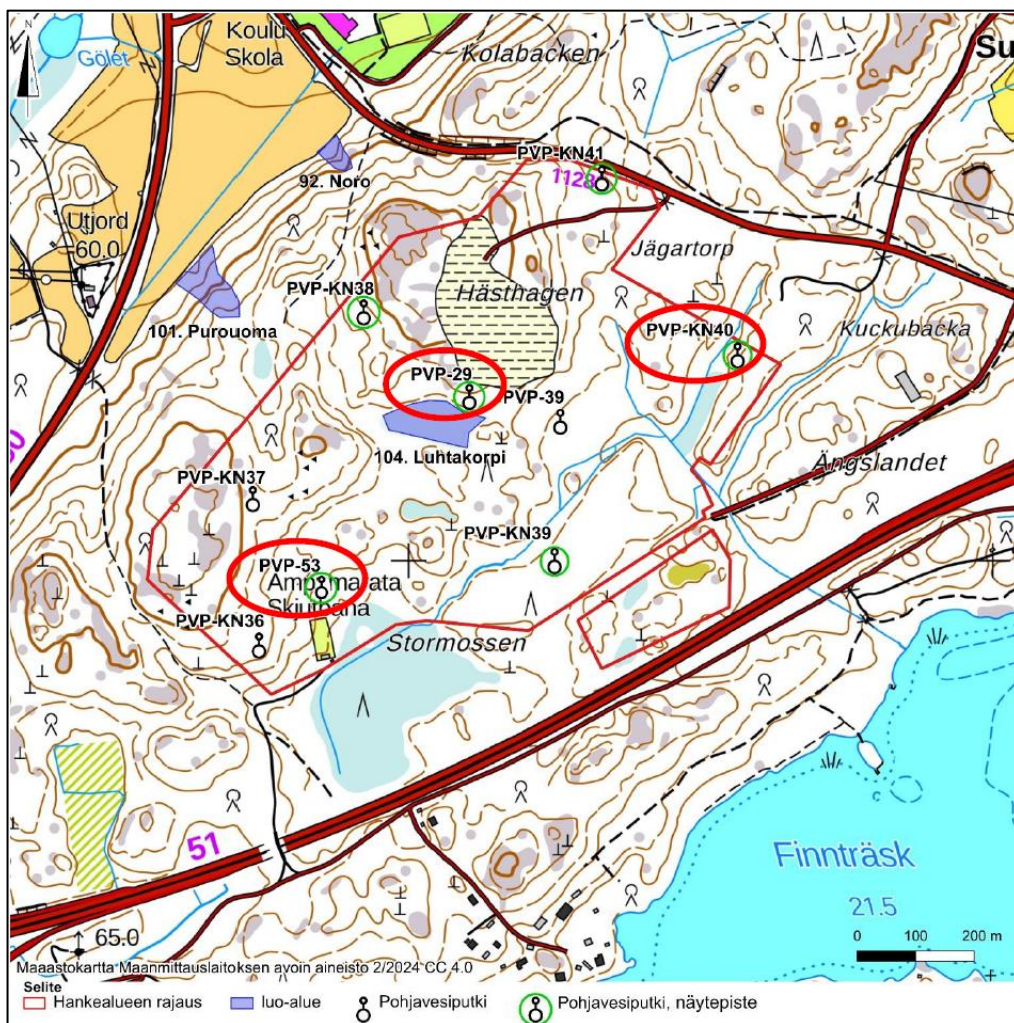 N
Koulu
Skola
Gölet
Kolabacken
Su
PVP-KN41
1128
92. Noro
Utjord
60.0
Jägartorp
PVP-KN38
Hästhagen
101. Purouoma
PVP-KN40
Kuckubacka
PVP-29
PVP-39
104. Luhtakorpi
Ängslandet
PVP-KN37
PVP-KN39
PVP-53
Ampumarata
Skjutbana
PVP-KN36
Stormossen
51
Finnträsk
21.5
65.0
0 100 200 m
Maaastokartta Maanmittauslaitoksen avoin aineisto 2/2024 CC 4.0
Selite
Hankealueen rajaus luo-alue Pohjavesiputki Pohjavesiputki, näytepiste